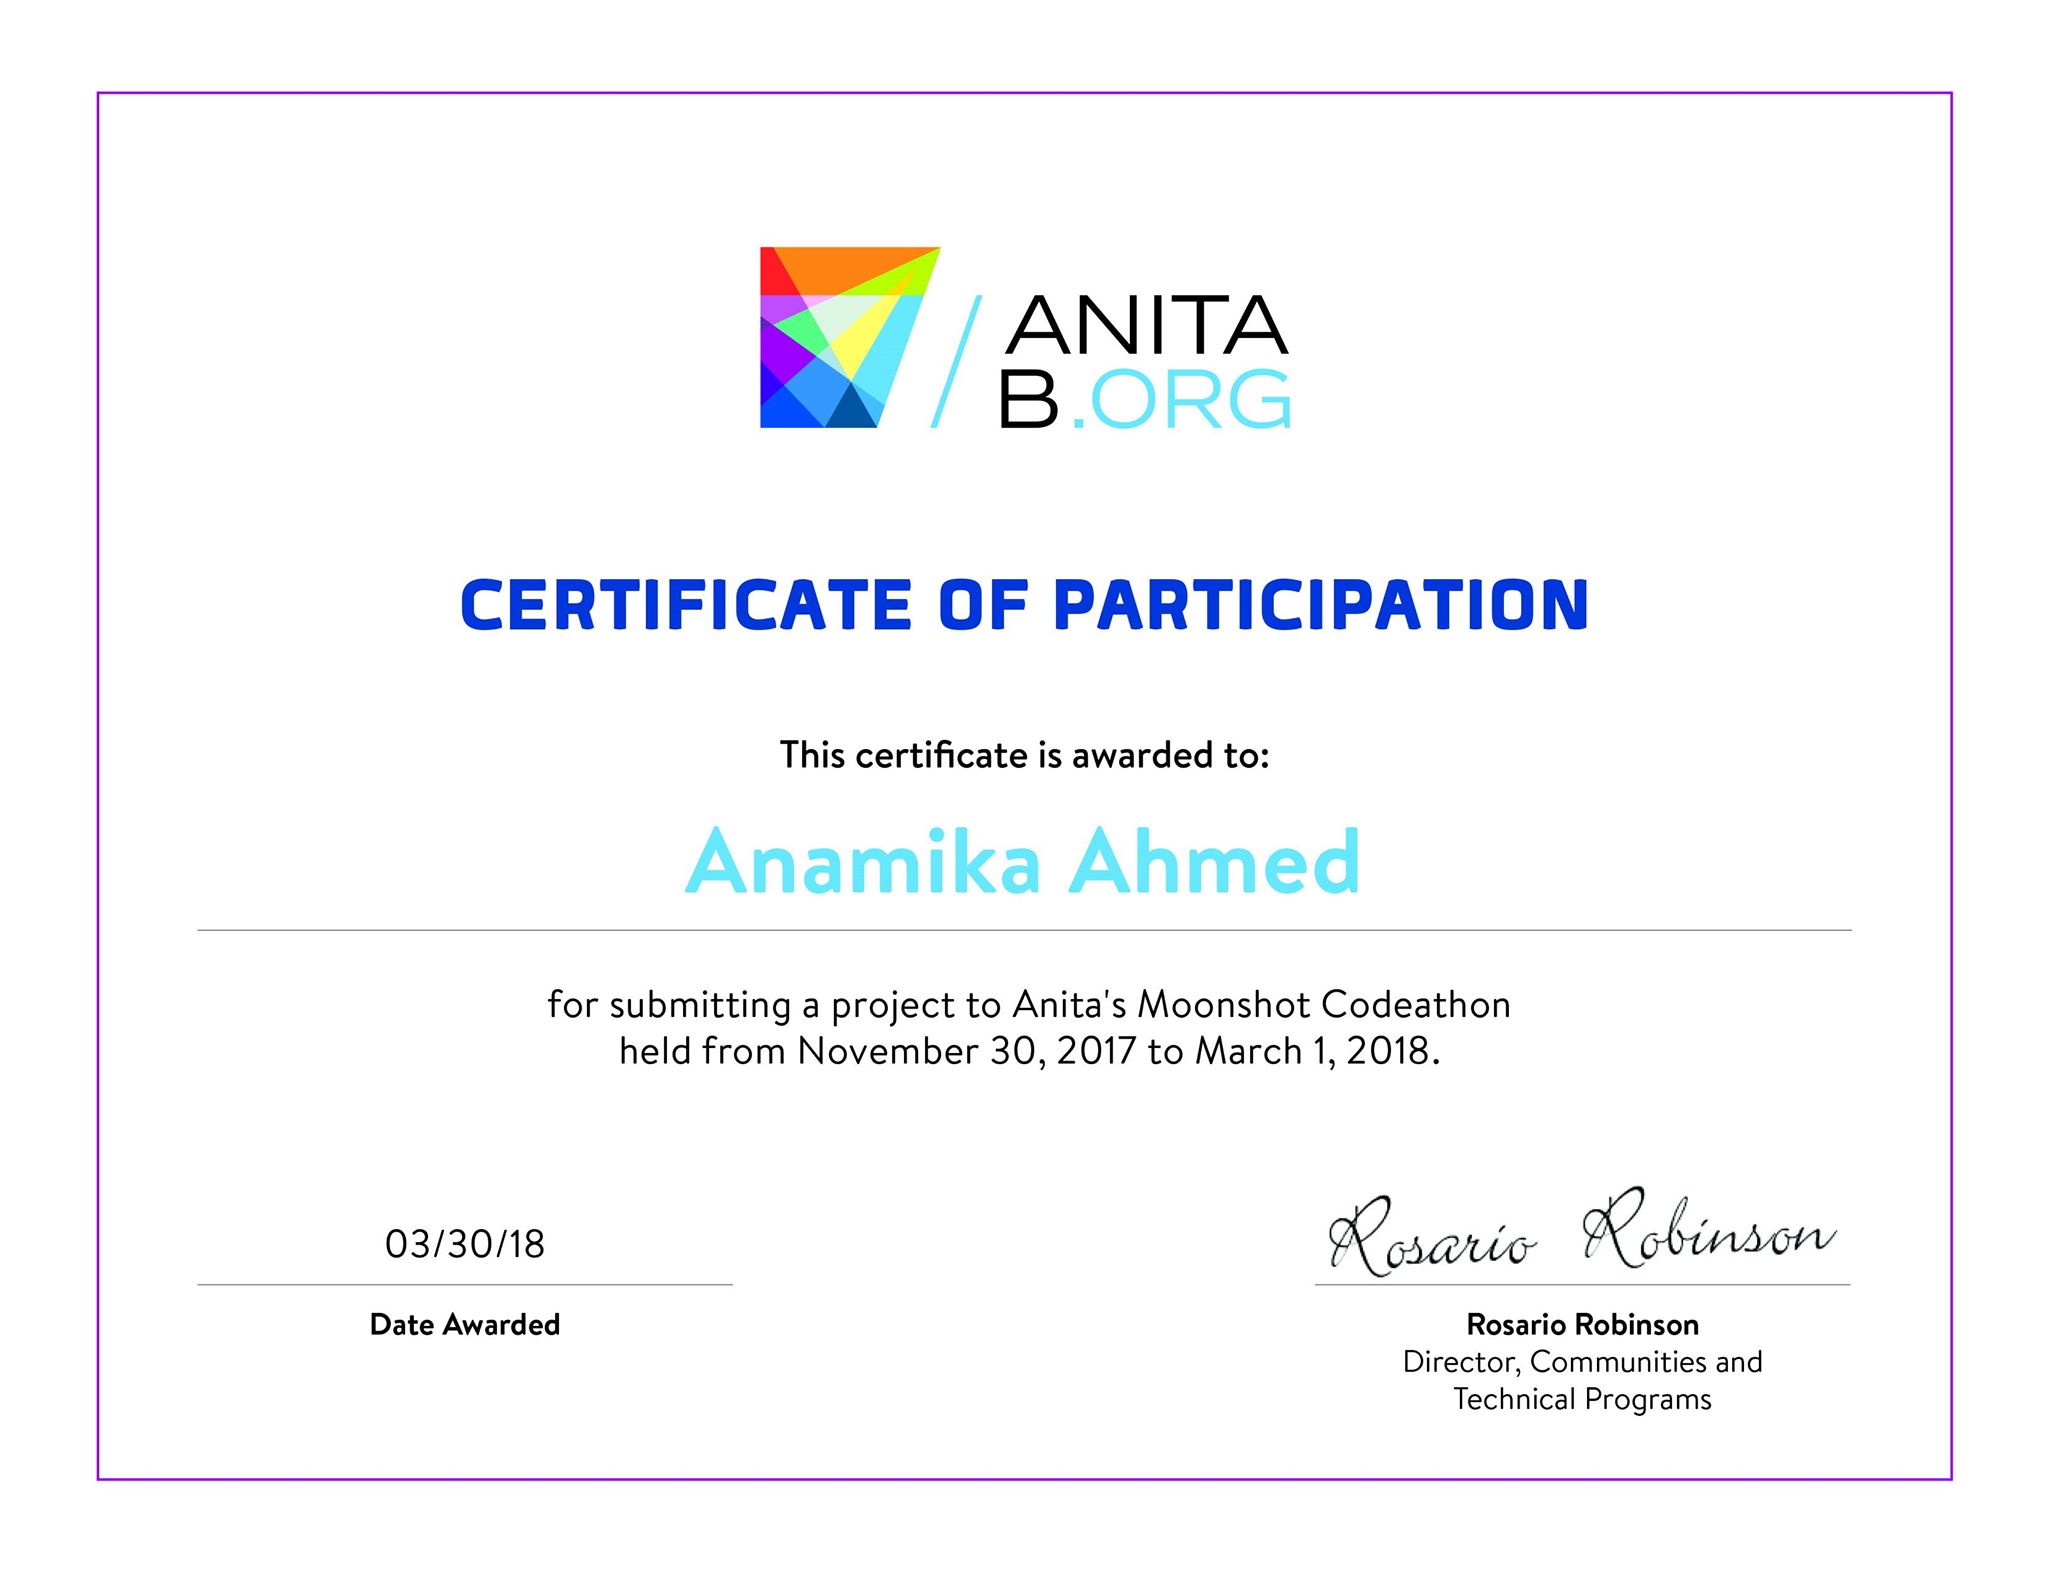 ANITA
B.ORG
CERTIFICATE OF PARTICIPATION
This certificate is awarded to:
Anamika Ahmed
for submitting a project to Anita's Moonshot Codeathon
held from November 30, 2017 to March 1, 2018.
03/30/18
Date Awarded
Rosario Robinson
Rosario Robinson
Director, Communities and
Technical Programs